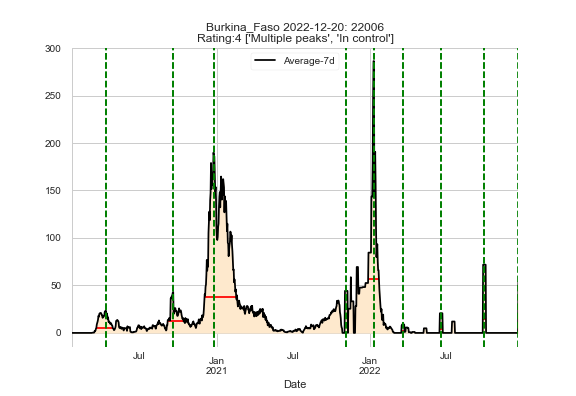 Burkina_Faso 2022-12-20: 22006
Rating:4 ['Multiple peaks', 'In control']
Average-7d
300
250
200
150
100
50
0
Jul
Jan
2021
Jul
Jan
2022
Jul
Date